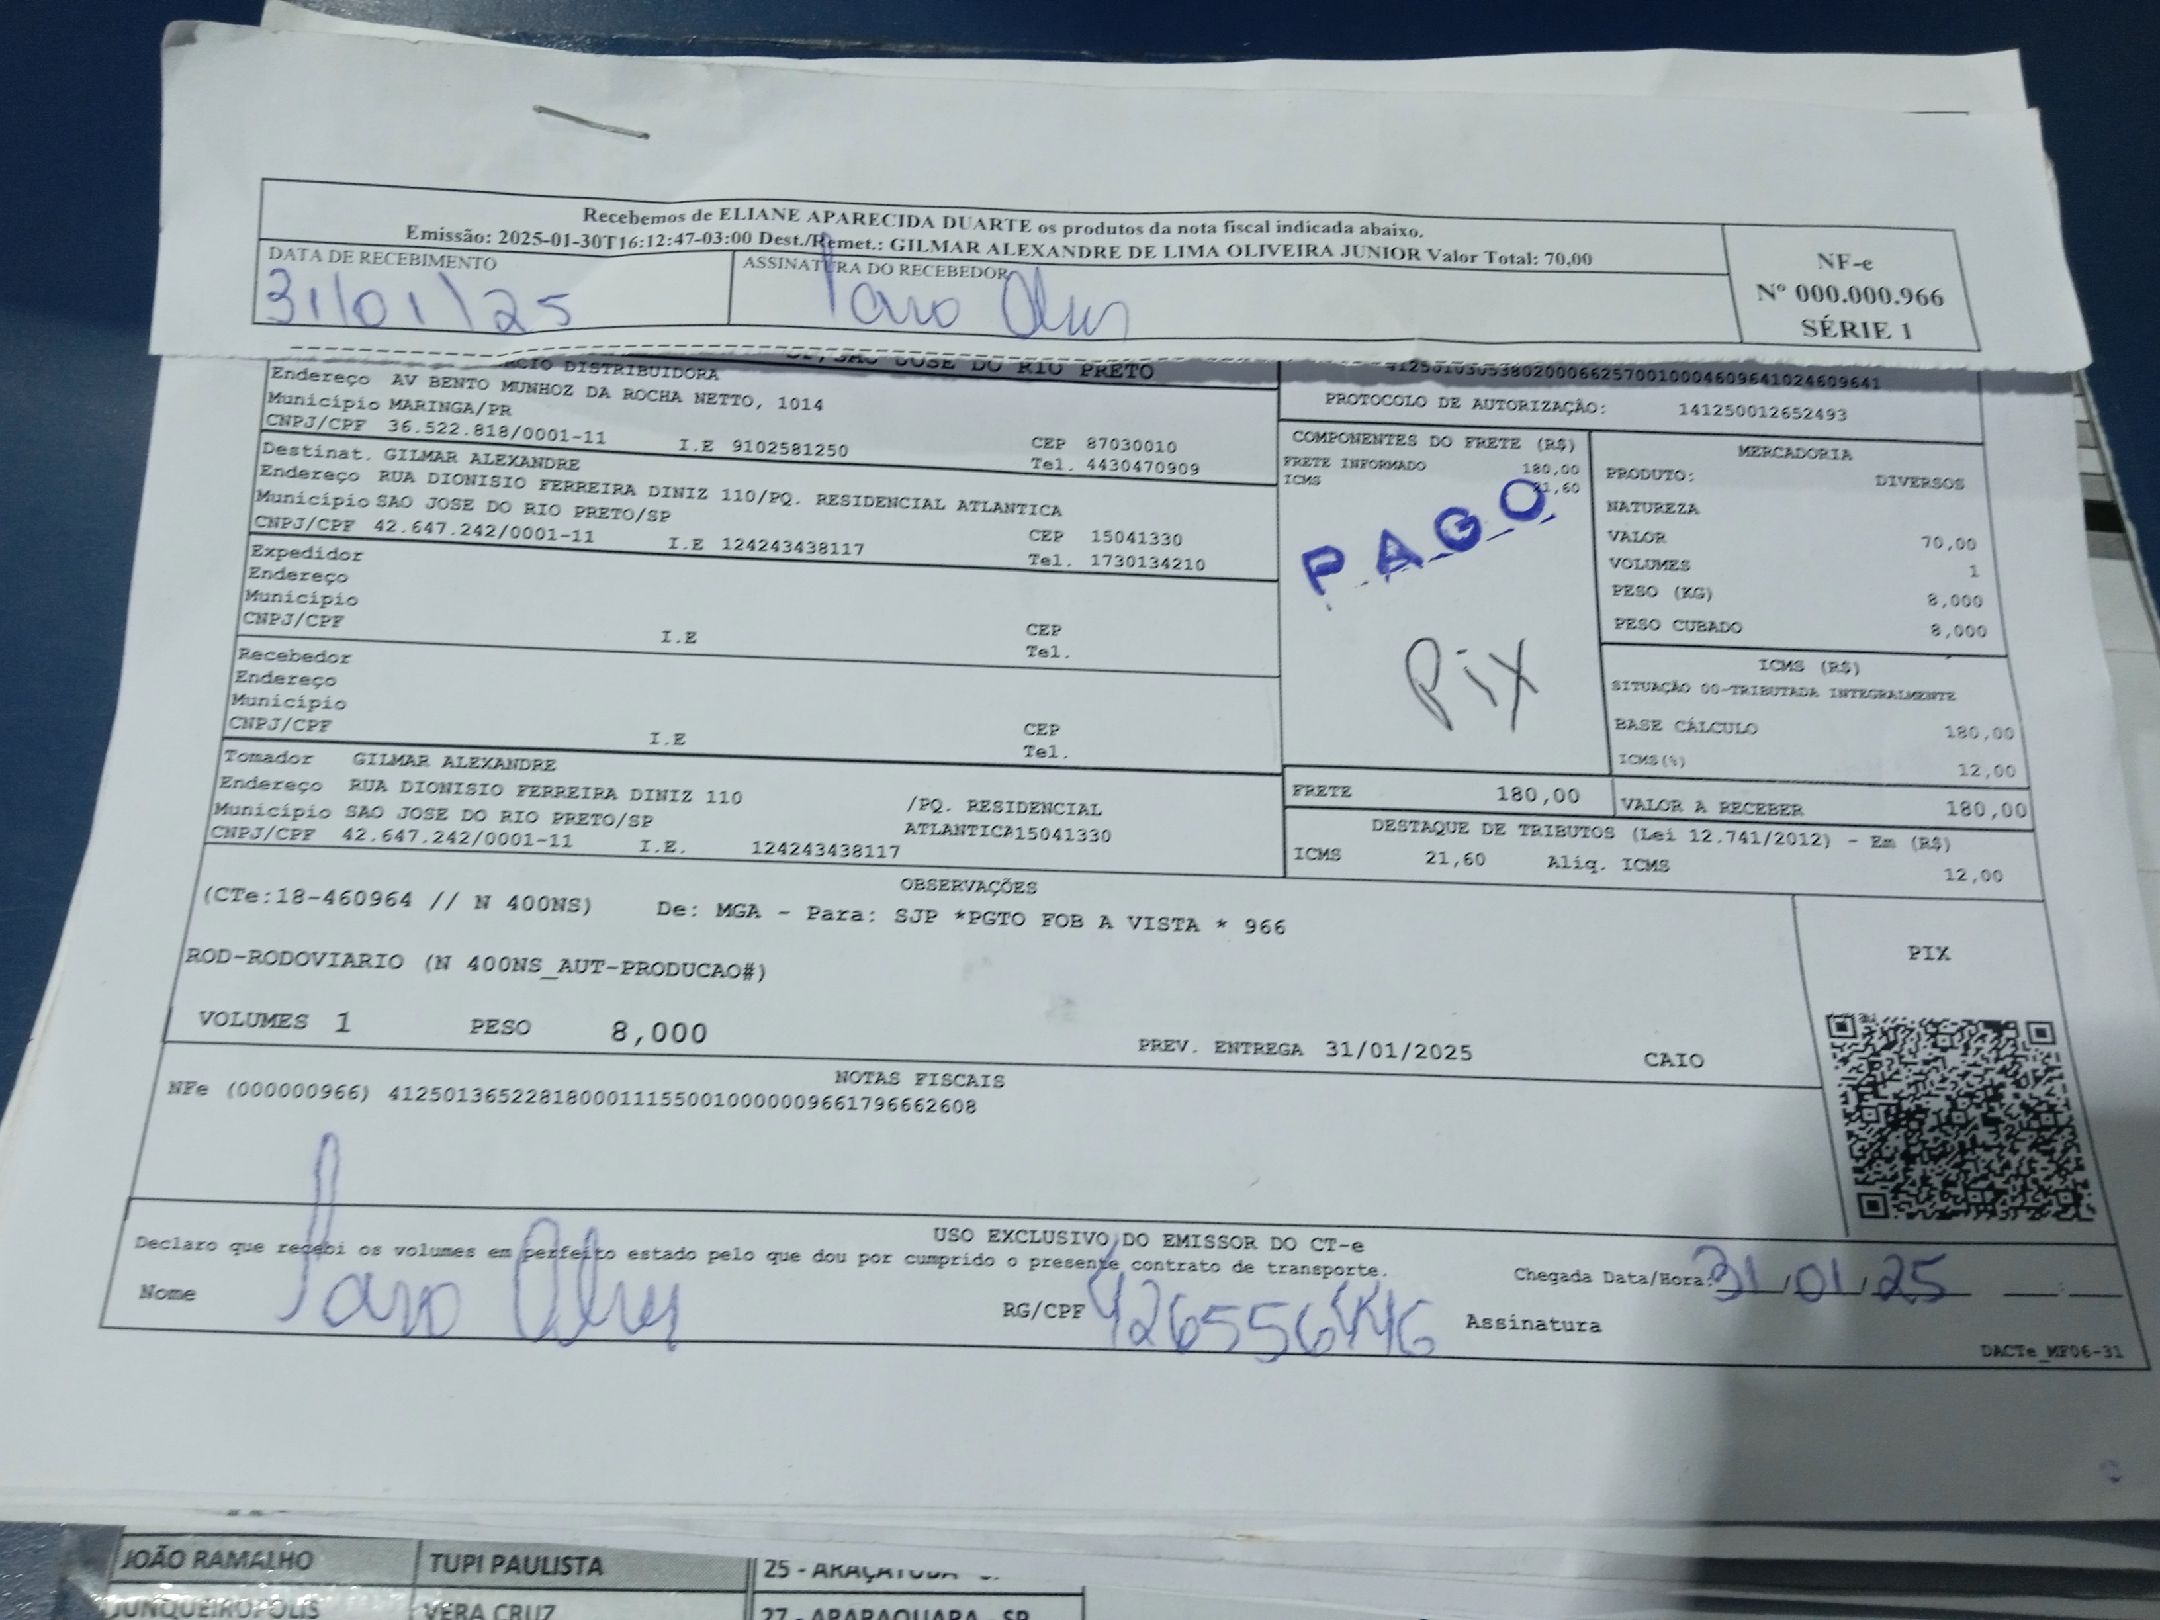 Recebemos de ELIANE APARECIDA DUARTE os produtos da nota fiscal indicada abaixo.
Emissão: 2025-01-30T16:12:47-03:00 Dest./Remet.: GILMAR ALEXANDRE DE LIMA OLIVEIRA JUNIOR Valor Total: 70,00
DATA DE RECEBIMENTO
31/01/25
ASSINATURA DO RECEBEDOR
NF-e
Nº 000.000.966
SÉRIE 1
DISTRIBUIDORA
SAO JOSE DO RIO PRETO
Endereço AV BENTO MUNHOZ DA ROCHA NETTO, 1014
Município MARINGA/PR
CNPJ/CPF 36.522.818/0001-11 I.E 9102581250 CEP 87030010
Tel. 4430470909
Destinat. GILMAR ALEXANDRE
Endereço RUA DIONISIO FERREIRA DINIZ 110/PQ. RESIDENCIAL ATLANTICA
Município SAO JOSE DO RIO PRETO/SP
CNPJ/CPF 42.647.242/0001-11 I.E 124243438117 CEP 15041330
Tel. 1730134210
Expedidor
Endereço
Município
CNPJ/CPF I.E CEP
Tel.
Recebedor
Endereço
Município
CNPJ/CPF I.E CEP
Tel.
Tomador GILMAR ALEXANDRE
Endereço RUA DIONISIO FERREIRA DINIZ 110 /PQ. RESIDENCIAL
Município SAO JOSE DO RIO PRETO/SP ATLANTICA15041330
CNPJ/CPF 42.647.242/0001-11 I.E. 124243438117
41250103053802000662570010004609641024609641
PROTOCOLO DE AUTORIZAÇÃO: 141250012652493
COMPONENTES DO FRETE (R$)
FRETE INFORMADO 180,00
ICMS 21,60
PAGO
Pix
MERCADORIA
PRODUTO: DIVERSOS
NATUREZA
VALOR 70,00
VOLUMES 1
PESO (KG) 8,000
PESO CUBADO 8,000
ICMS (R$)
SITUAÇÃO 00-TRIBUTADA INTEGRALMENTE
BASE CÁLCULO 180,00
ICMS(%) 12,00
FRETE 180,00
VALOR A RECEBER 180,00
DESTAQUE DE TRIBUTOS (Lei 12.741/2012) - Em (R$)
ICMS 21,60 Aliq. ICMS 12,00
OBSERVAÇÕES
(CTe:18-460964 // N 400NS) De: MGA - Para: SJP *PGTO FOB A VISTA * 966
ROD-RODOVIARIO (N 400NS_AUT-PRODUCAO#)
VOLUMES 1 PESO 8,000 PREV. ENTREGA 31/01/2025 CAIO
PIX
NOTAS FISCAIS
NFe (000000966) 41250136522818000111550010000009661796662608
USO EXCLUSIVO DO EMISSOR DO CT-e
Declaro que recebi os volumes em perfeito estado pelo que dou por cumprido o presente contrato de transporte.
Chegada Data/Hora: 31/01/25
Nome RG/CPF Assinatura
DACTe_MF06-31
JOÃO RAMALHO TUPI PAULISTA
JUNQUEIRÓPOLIS VERA CRUZ 27 - ARARAQUARA - SP